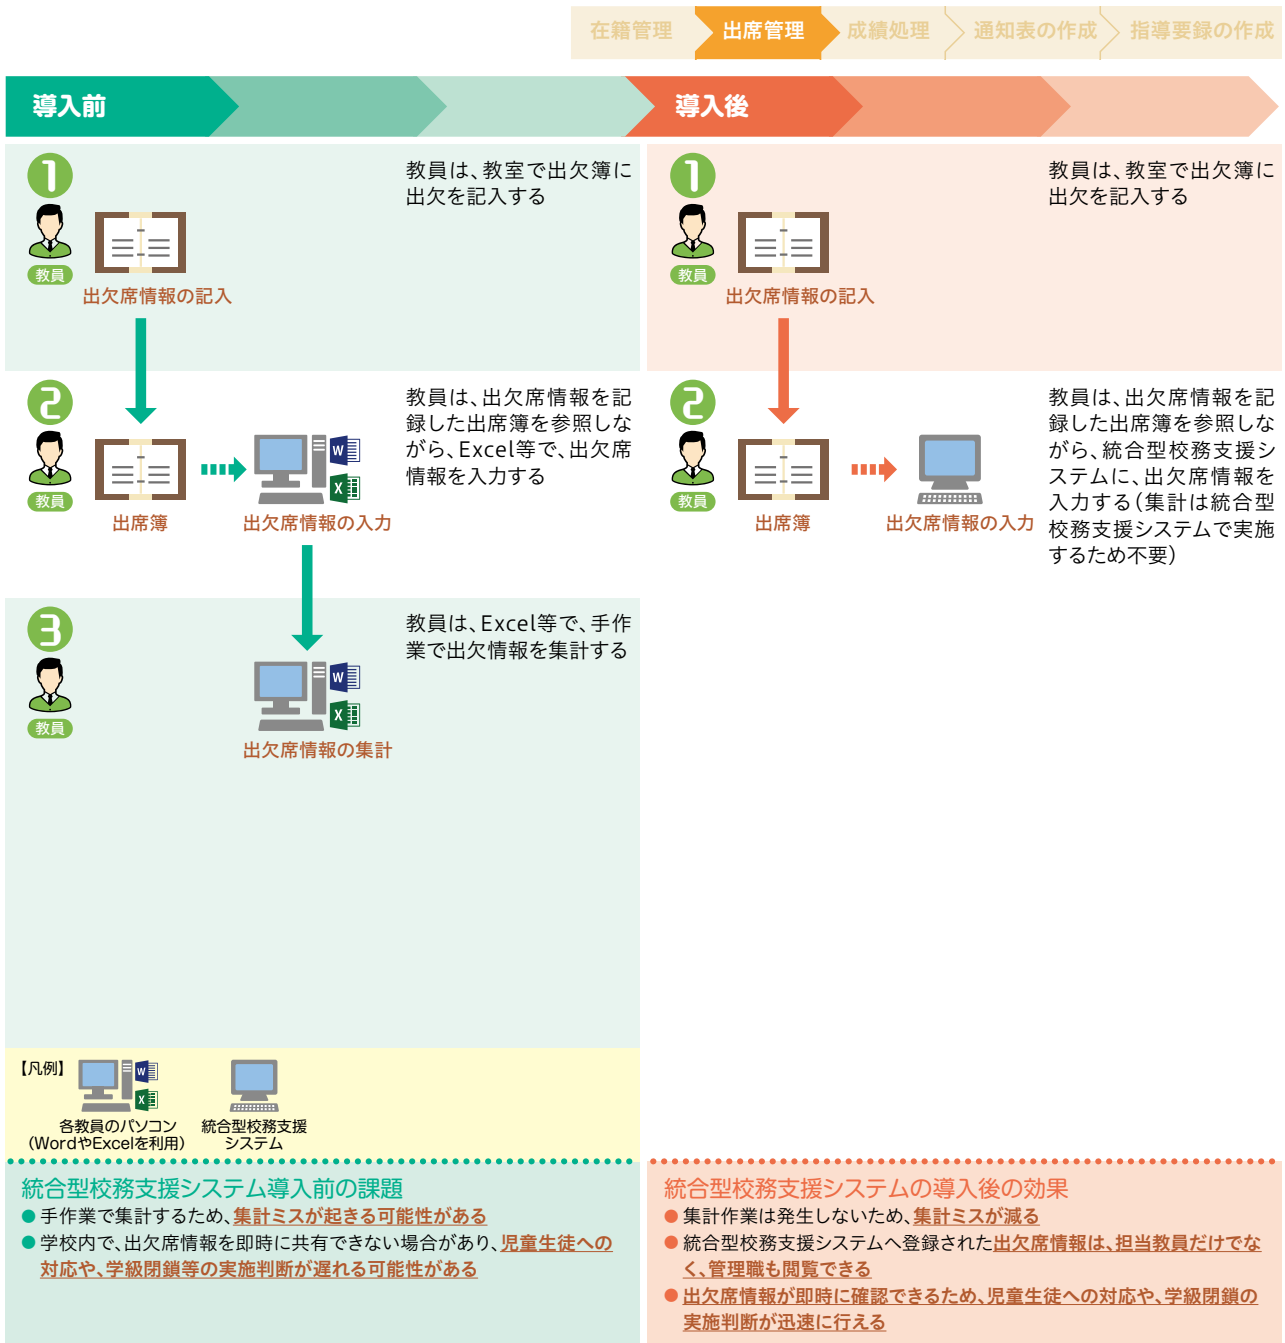 在籍管理 出席管理 成績処理 通知表の作成 指導要録の作成
導入前
1
教員
出欠席情報の記入
教員は、教室で出欠簿に
出欠を記入する
2
教員
出席簿
出欠席情報の入力
教員は、出欠席情報を記
録した出席簿を参照しな
がら、Excel等で、出欠席
情報を入力する
3
教員
出欠席情報の集計
教員は、Excel等で、手作
業で出欠情報を集計する
【凡例】
各教員のパソコン
(WordやExcelを利用)
統合型校務支援
システム
統合型校務支援システム導入前の課題
● 手作業で集計するため、集計ミスが起きる可能性がある
● 学校内で、出欠席情報を即時に共有できない場合があり、児童生徒への
対応や、学級閉鎖等の実施判断が遅れる可能性がある
導入後
1
教員
出欠席情報の記入
教員は、教室で出欠簿に
出欠を記入する
2
教員
出席簿
出欠席情報の入力
教員は、出欠席情報を記
録した出席簿を参照しな
がら、統合型校務支援シ
ステムに、出欠席情報を
入力する(集計は統合型
校務支援システムで実施
するため不要)
統合型校務支援システムの導入後の効果
● 集計作業は発生しないため、集計ミスが減る
● 統合型校務支援システムへ登録された出欠席情報は、担当教員だけでな
く、管理職も閲覧できる
● 出欠席情報が即時に確認できるため、児童生徒への対応や、学級閉鎖の
実施判断が迅速に行える